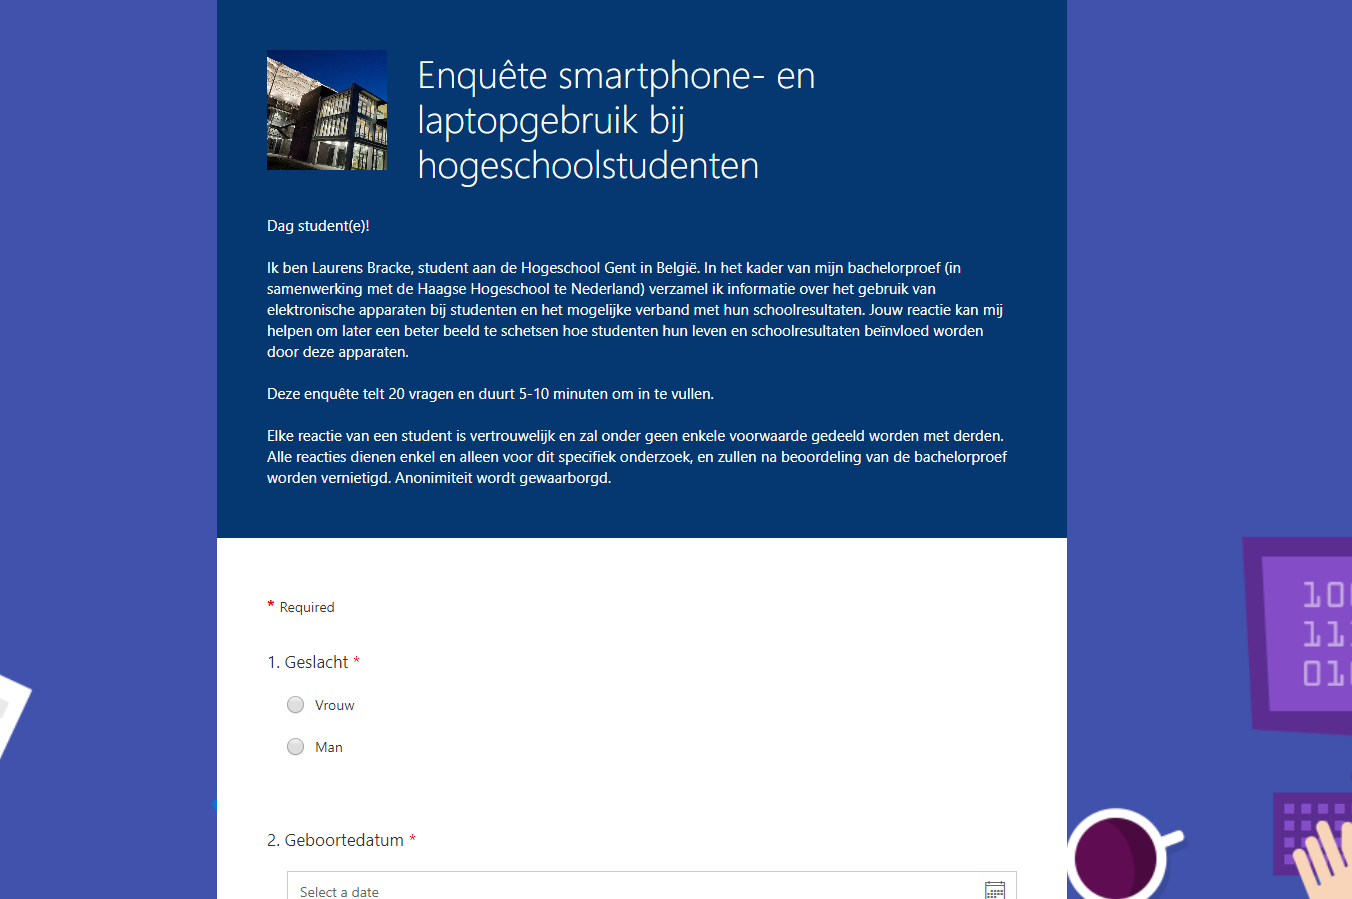 Enquête smartphone- en
laptopgebruik bij
hogeschoolstudenten
Dag student(e)!
Ik ben Laurens Bracke, student aan de Hogeschool Gent in België. In het kader van mijn bachelorproef (in
samenwerking met de Haagse Hogeschool te Nederland) verzamel ik informatie over het gebruik van
elektronische apparaten bij studenten en het mogelijke verband met hun schoolresultaten. Jouw reactie kan mij
helpen om later een beter beeld te schetsen hoe studenten hun leven en schoolresultaten beïnvloed worden
door deze apparaten.
Deze enquête telt 20 vragen en duurt 5-10 minuten om in te vullen.
Elke reactie van een student is vertrouwelijk en zal onder geen enkele voorwaarde gedeeld worden met derden.
Alle reacties dienen enkel en alleen voor dit specifiek onderzoek, en zullen na beoordeling van de bachelorproef
worden vernietigd. Anonimiteit wordt gewaarborgd.
* Required
1. Geslacht *
Vrouw
Man
2. Geboortedatum *
Select a date